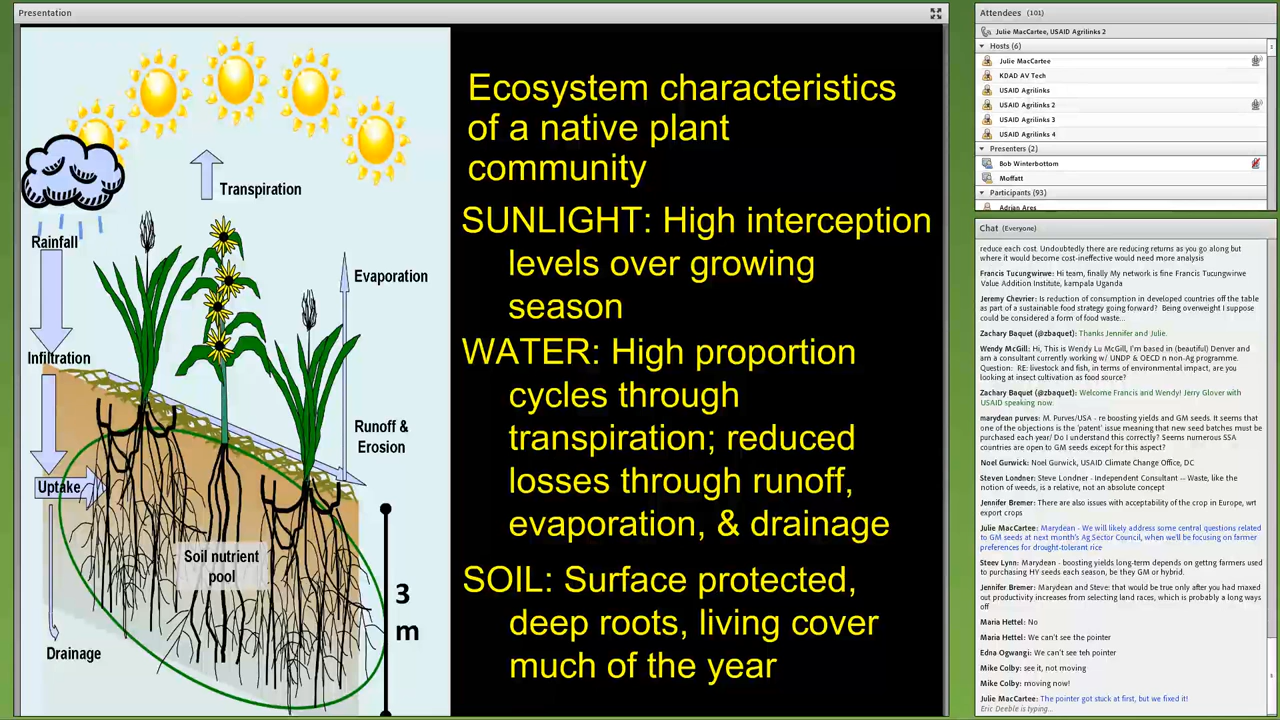 Presentation
Transpiration
Rainfall
Evaporation
Infiltration
Runoff &
Erosion
Uptake
Soil nutrient
pool
3
m
Drainage
Ecosystem characteristics
of a native plant
community
SUNLIGHT: High interception
levels over growing
season
WATER: High proportion
cycles through
transpiration; reduced
losses through runoff,
evaporation, & drainage
SOIL: Surface protected,
deep roots, living cover
much of the year
Attendees (101)
Julie MacCartee, USAID Agrilinks 2
Hosts (6)
Julie MacCartee
KDAD AV Tech
USAID Agrilinks
USAID Agrilinks 2
USAID Agrilinks 3
USAID Agrilinks 4
Presenters (2)
Bob Winterbottom
Moffatt
Participants (93)
Adrian Ares
Chat (Everyone)
reduce each cost. Undoubtedly there are reducing returns as you go along but
where it would become cost-ineffective would need more analysis
Francis Tucungwirwe: Hi team, finally My network is fine Francis Tucungwirwe
Value Addition Institute, kampala Uganda
Jeremy Chevrier: Is reduction of consumption in developed countries off the table
as part of a sustainable food strategy going forward? Being overweight I suppose
could be considered a form of food waste...
Zachary Baquet (@zbaquet): Thanks Jennifer and Julie.
Wendy McGill: Hi, This is Wendy Lu McGill, I'm based in (beautiful) Denver and
am a consultant currently working w/ UNDP & OECD n non-Ag programme.
Question: RE: livestock and fish, in terms of environmental impact, are you
looking at insect cultivation as food source?
Zachary Baquet (@zbaquet): Welcome Francis and Wendy! Jerry Glover with
USAID speaking now.
marydean purves: M. Purves/USA - re boosting yields and GM seeds. It seems that
one of the objections is the 'patent' issue meaning that new seed batches must be
purchased each year/ Do I understand this correctly? Seems numerous SSA
countries are open to GM seeds except for this aspect?
Noel Gurwick: Noel Gurwick, USAID Climate Change Office, DC
Steven Londner: Steve Londner - Independent Consultant -- Waste, like the
notion of weeds, is a relative, not an absolute concept
Jennifer Bremer: There are also issues with acceptability of the crop in Europe, wrt
export crops
Julie MacCartee: Marydean - We will likely address some central questions related
to GM seeds at next month's Ag Sector Council, when we'll be focusing on farmer
preferences for drought-tolerant rice
Steev Lynn: Marydean - boosting yields long-term depends on gettng farmers used
to purchasing HY seeds each season, be they GM or hybrid.
Jennifer Bremer: Marydean and Steve: that would be true only after you had maxed
out productivity increases from selecting land races, which is probably a long ways
off
Maria Hettel: No
Maria Hettel: We can't see the pointer
Edna Ogwangi: We can't see teh pointer
Mike Colby: see it, not moving
Mike Colby: moving now!
Julie MacCartee: The pointer got stuck at first, but we fixed it!
Eric Deeble is typing...